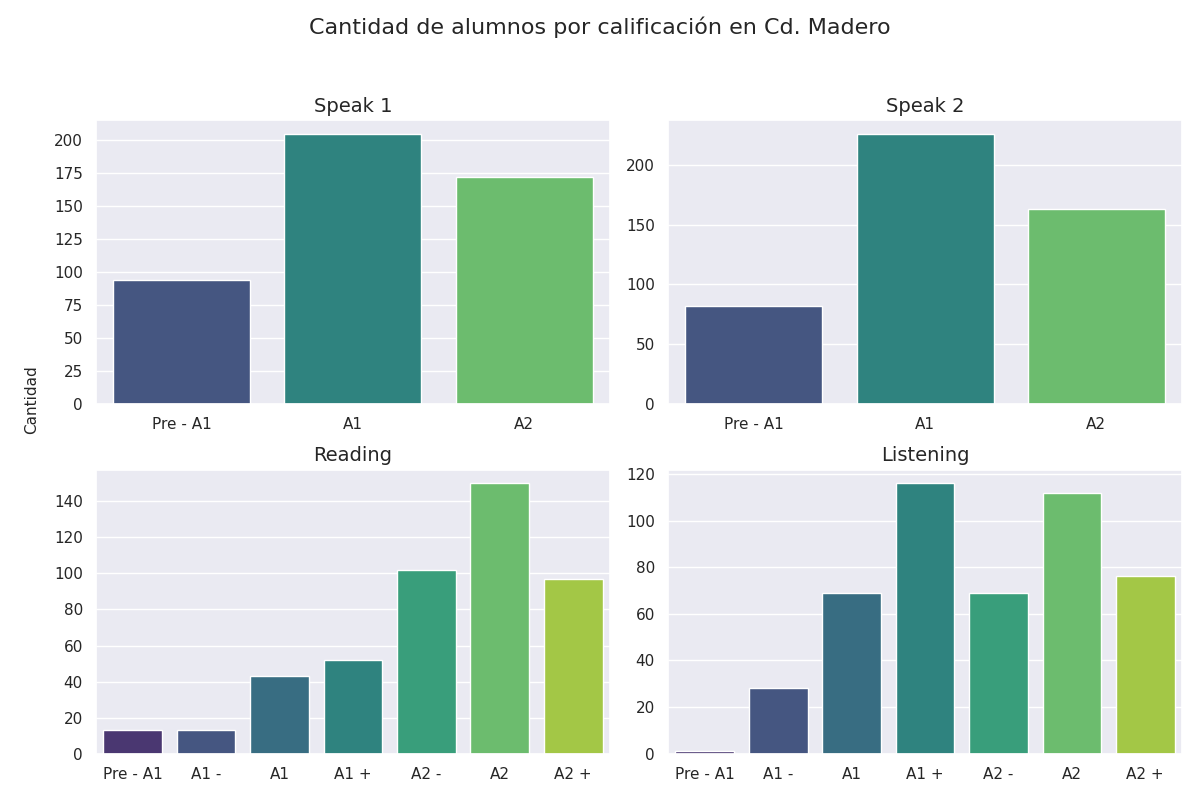 Cantidad de alumnos por calificación en Cd. Madero
Speak 1
200
175
150
125
100
75
50
25
0
Pre - A1 A1 A2
Speak 2
200
150
100
50
0
Pre - A1 A1 A2
Cantidad
Reading
140
120
100
80
60
40
20
0
Pre - A1 A1 - A1 A1 + A2 - A2 A2 +
Listening
120
100
80
60
40
20
0
Pre - A1 A1 - A1 A1 + A2 - A2 A2 +